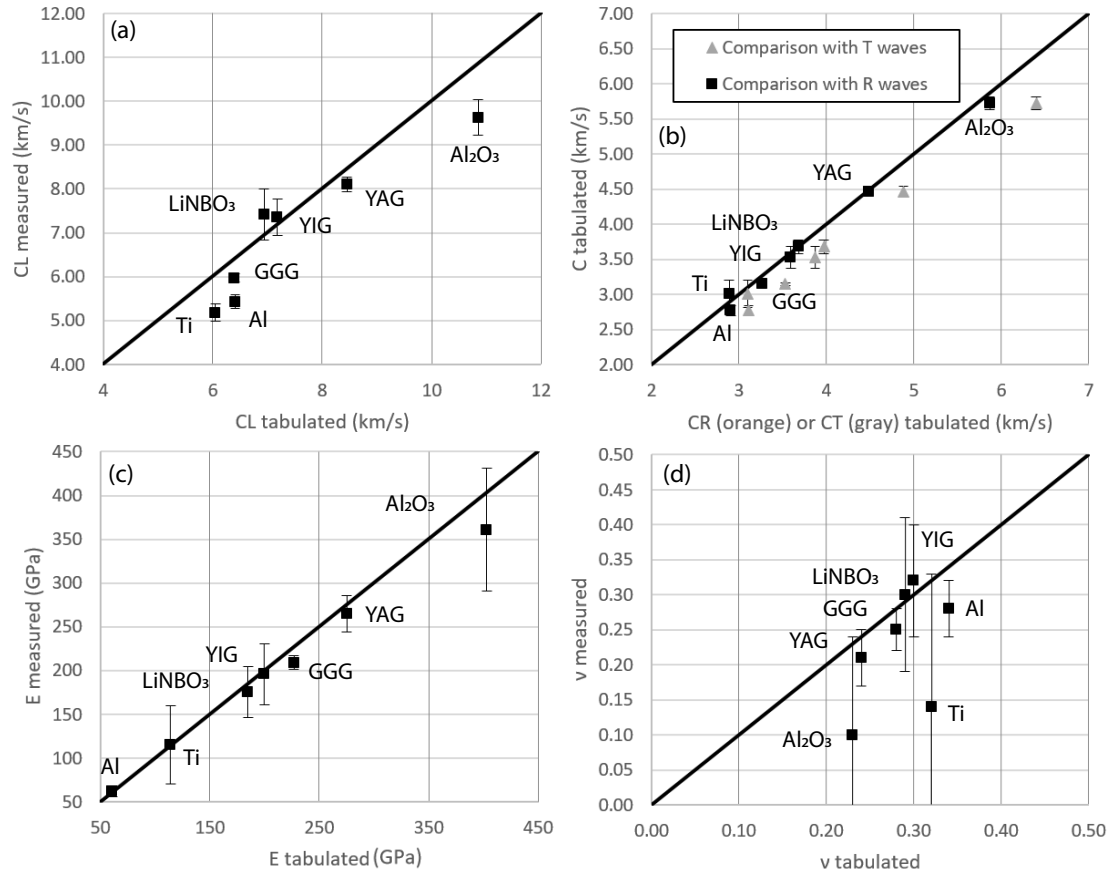 (a)
12.00
11.00
10.00
9.00
8.00
7.00
6.00
5.00
4.00
4
6
8
10
12
CL measured (km/s)
CL tabulated (km/s)
LiNBO₃
YIG
YAG
Al₂O₃
GGG
Al
Ti
(b)
7.00
6.50
6.00
5.50
5.00
4.50
4.00
3.50
3.00
2.50
2.00
2
3
4
5
6
7
C tabulated (km/s)
CR (orange) or CT (gray) tabulated (km/s)
Comparison with T waves
Comparison with R waves
Al₂O₃
YAG
LiNBO₃
YIG
Ti
GGG
Al
(c)
450
400
350
300
250
200
150
100
50
50
150
250
350
450
E measured (GPa)
E tabulated (GPa)
Al₂O₃
YAG
YIG
GGG
LiNBO₃
Al
Ti
(d)
0.50
0.45
0.40
0.35
0.30
0.25
0.20
0.15
0.10
0.05
0.00
0.00
0.10
0.20
0.30
0.40
0.50
ν measured
ν tabulated
YIG
LiNBO₃
GGG
Al
YAG
Ti
Al₂O₃